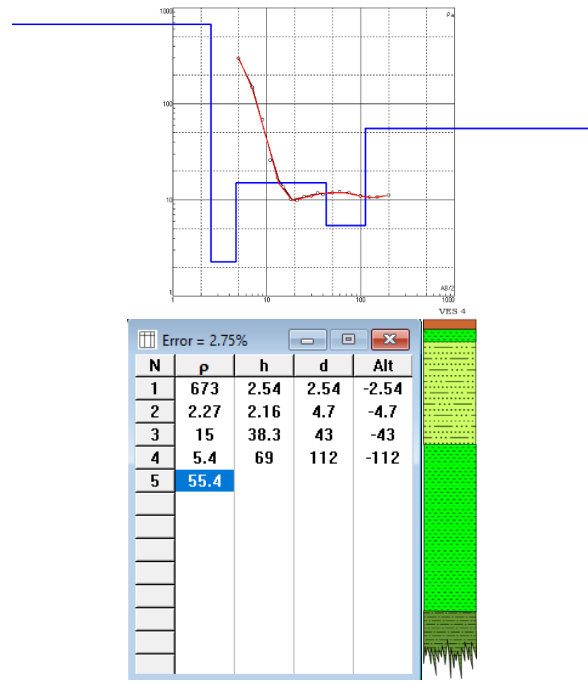 1000
ρa
100
10
1
1
10
100
1000
AB/2
VES 4
Error = 2.75%
N ρ h d Alt
1 673 2.54 2.54 -2.54
2 2.27 2.16 4.7 -4.7
3 15 38.3 43 -43
4 5.4 69 112 -112
5 55.4